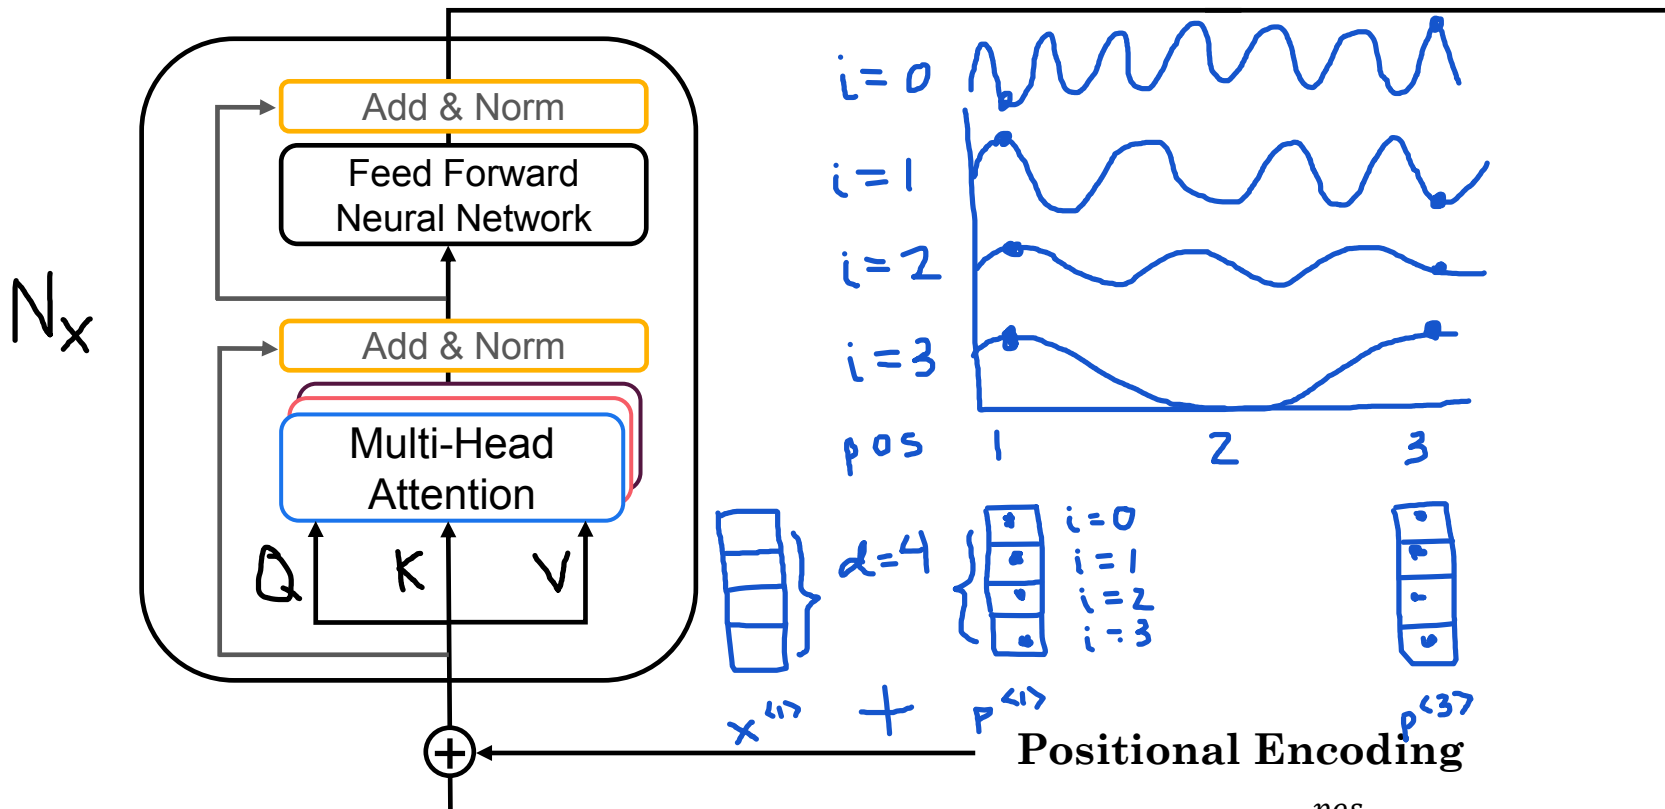 Add & Norm
Feed Forward
Neural Network
N×
Add & Norm
Multi-Head
Attention
Q K V
i=0
i=1
i=2
i=3
pos 1 2 3
d=4
i=0
i=1
i=2
i=3
x<1> + p<1> p<3>
Positional Encoding
pos